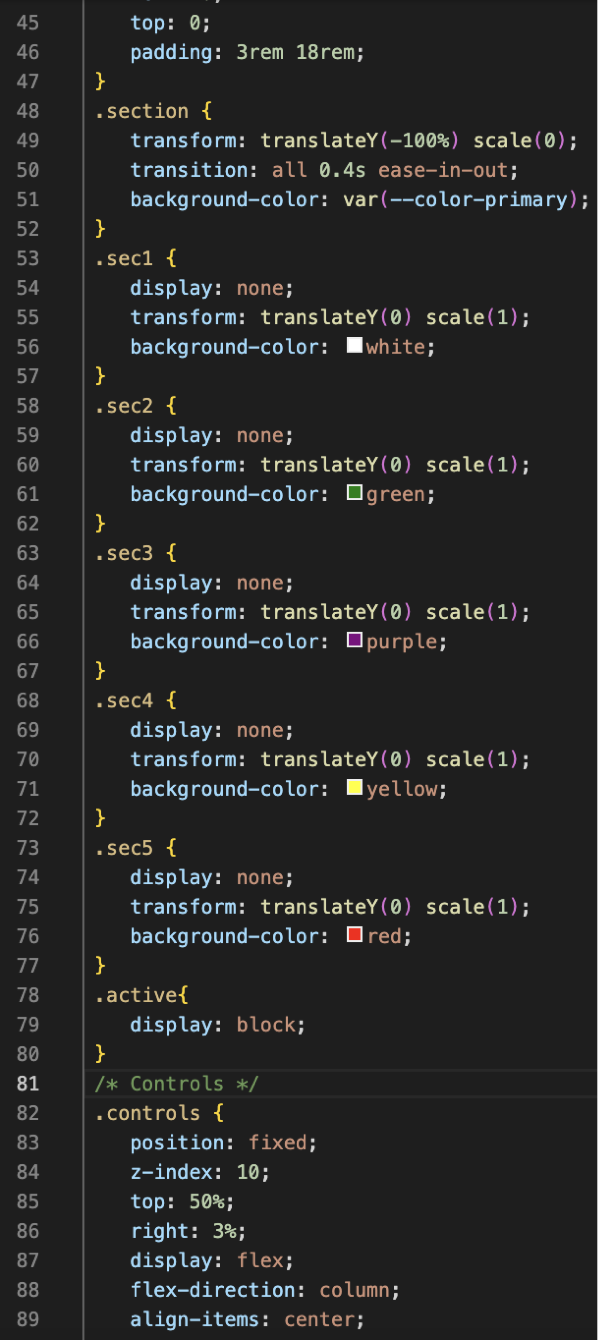 45 top: 0;
46 padding: 3rem 18rem;
47 }
48 .section {
49 transform: translateY(-100%) scale(0);
50 transition: all 0.4s ease-in-out;
51 background-color: var(--color-primary);
52 }
53 .sec1 {
54 display: none;
55 transform: translateY(0) scale(1);
56 background-color: white;
57 }
58 .sec2 {
59 display: none;
60 transform: translateY(0) scale(1);
61 background-color: green;
62 }
63 .sec3 {
64 display: none;
65 transform: translateY(0) scale(1);
66 background-color: purple;
67 }
68 .sec4 {
69 display: none;
70 transform: translateY(0) scale(1);
71 background-color: yellow;
72 }
73 .sec5 {
74 display: none;
75 transform: translateY(0) scale(1);
76 background-color: red;
77 }
78 .active{
79 display: block;
80 }
81 /* Controls */
82 .controls {
83 position: fixed;
84 z-index: 10;
85 top: 50%;
86 right: 3%;
87 display: flex;
88 flex-direction: column;
89 align-items: center;